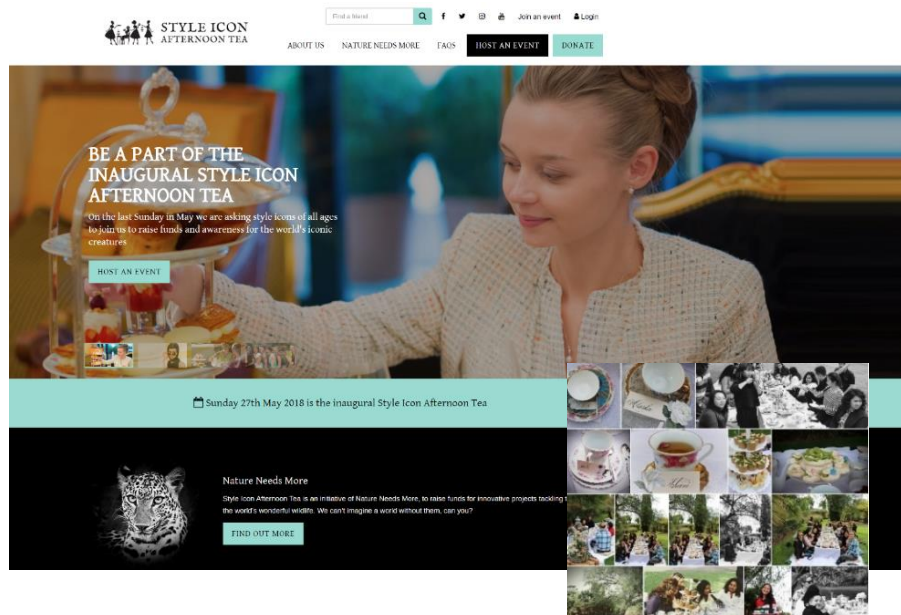 Find a friend
Join an event
Login
STYLE ICON
AFTERNOON TEA
ABOUT US
NATURE NEEDS MORE
FAQS
HOST AN EVENT
DONATE
BE A PART OF THE
INAUGURAL STYLE ICON
AFTERNOON TEA
On the last Sunday in May we are asking style icons of all ages
to join us to raise funds and awareness for the world's iconic
creatures
HOST AN EVENT
Sunday 27th May 2018 is the inaugural Style Icon Afternoon Tea
Nature Needs More
Style Icon Afternoon Tea is an initiative of Nature Needs More, to raise funds for innovative projects tackling
the world's wonderful wildlife. We can't imagine a world without them, can you?
FIND OUT MORE